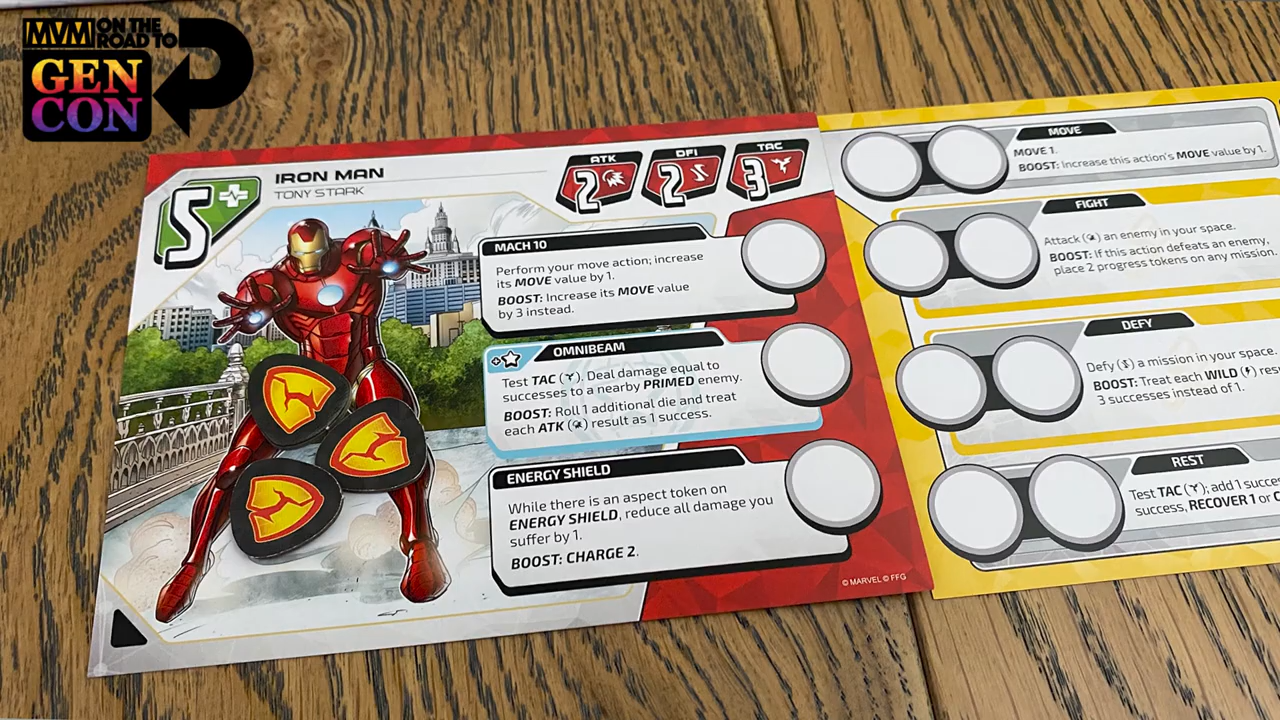 MVM ON THE
ROAD TO
GEN
CON
5
IRON MAN
TONY STARK
ATK
2
DFI
2
TAC
3
MACH 10
Perform your move action; increase
its MOVE value by 1.
BOOST: Increase its MOVE value
by 3 instead.
OMNIBEAM
Test TAC ( ). Deal damage equal to
successes to a nearby PRIMED enemy.
BOOST: Roll 1 additional die and treat
each ATK ( ) result as 1 success.
ENERGY SHIELD
While there is an aspect token on
ENERGY SHIELD, reduce all damage you
suffer by 1.
BOOST: CHARGE 2.
© MARVEL © FFG
MOVE
MOVE 1.
BOOST: Increase this action's MOVE value by 1.
FIGHT
Attack ( ) an enemy in your space.
BOOST: If this action defeats an enemy,
place 2 progress tokens on any mission.
DEFY
Defy ( ) a mission in your space.
BOOST: Treat each WILD ( ) res
3 successes instead of 1.
REST
Test TAC ( ); add 1 succe
success, RECOVER 1 or